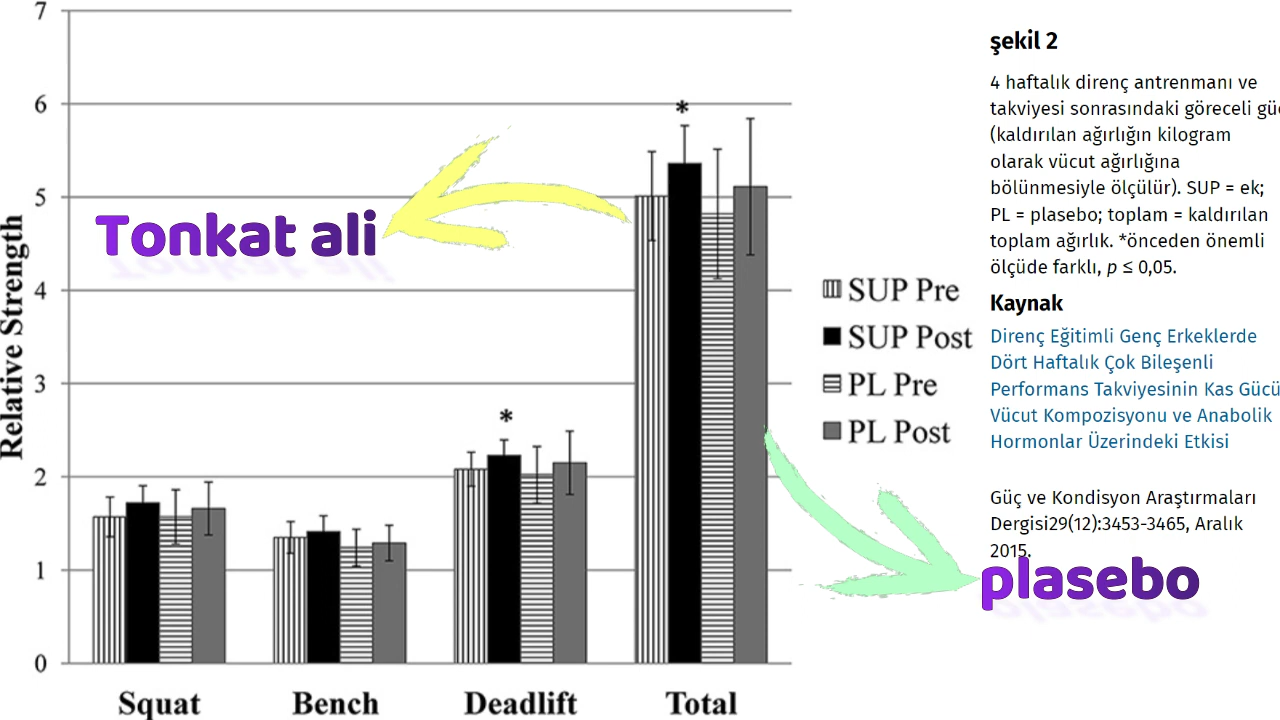 7
6
5
4
3
2
1
0
Relative Strength
*
*
Squat
Bench
Deadlift
Total
SUP Pre
SUP Post
PL Pre
PL Post
Tonkat ali
şekil 2
4 haftalık direnç antrenmanı ve
takviyesi sonrasındaki göreceli
(kaldırılan ağırlığın kilogram
olarak vücut ağırlığına
bölünmesiyle ölçülür). SUP = ek;
PL = plasebo; toplam = kaldırılan
toplam ağırlık. *önceden önemli
ölçüde farklı, p ≤ 0,05.
Kaynak
Direnç Eğitimli Genç Erkeklerde
Dört Haftalık Çok Bileşenli
Performans Takviyesinin Kas Gücü
Vücut Kompozisyonu ve Anabolik
Hormonlar Üzerindeki Etkisi
Güç ve Kondisyon Araştırmaları
Dergisi29(12):3453-3465, Aralık
2015.
plasebo